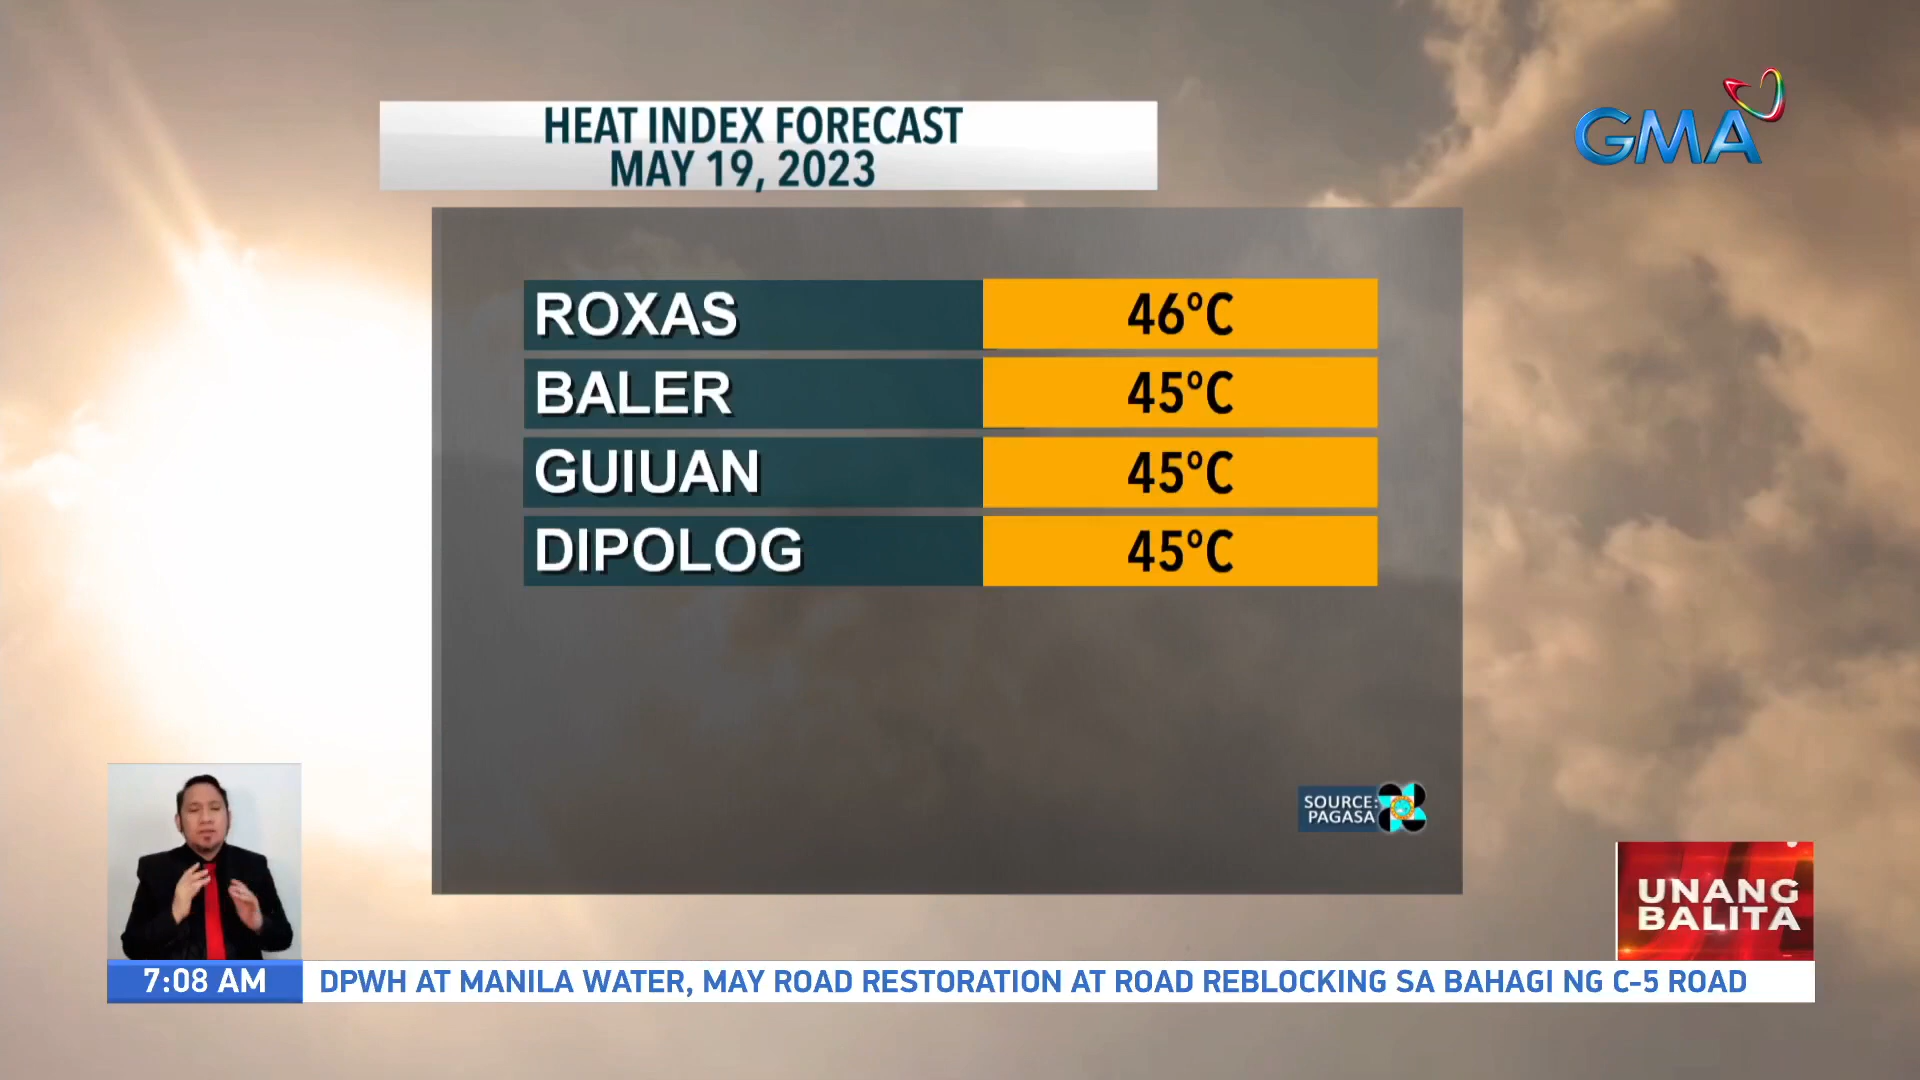 HEAT INDEX FORECAST
MAY 19, 2023
GMA
ROXAS 46°C
BALER 45°C
GUIUAN 45°C
DIPOLOG 45°C
SOURCE:
PAGASA
UNANG
BALITA
7:08 AM DPWH AT MANILA WATER, MAY ROAD RESTORATION AT ROAD REBLOCKING SA BAHAGI NG C-5 ROAD